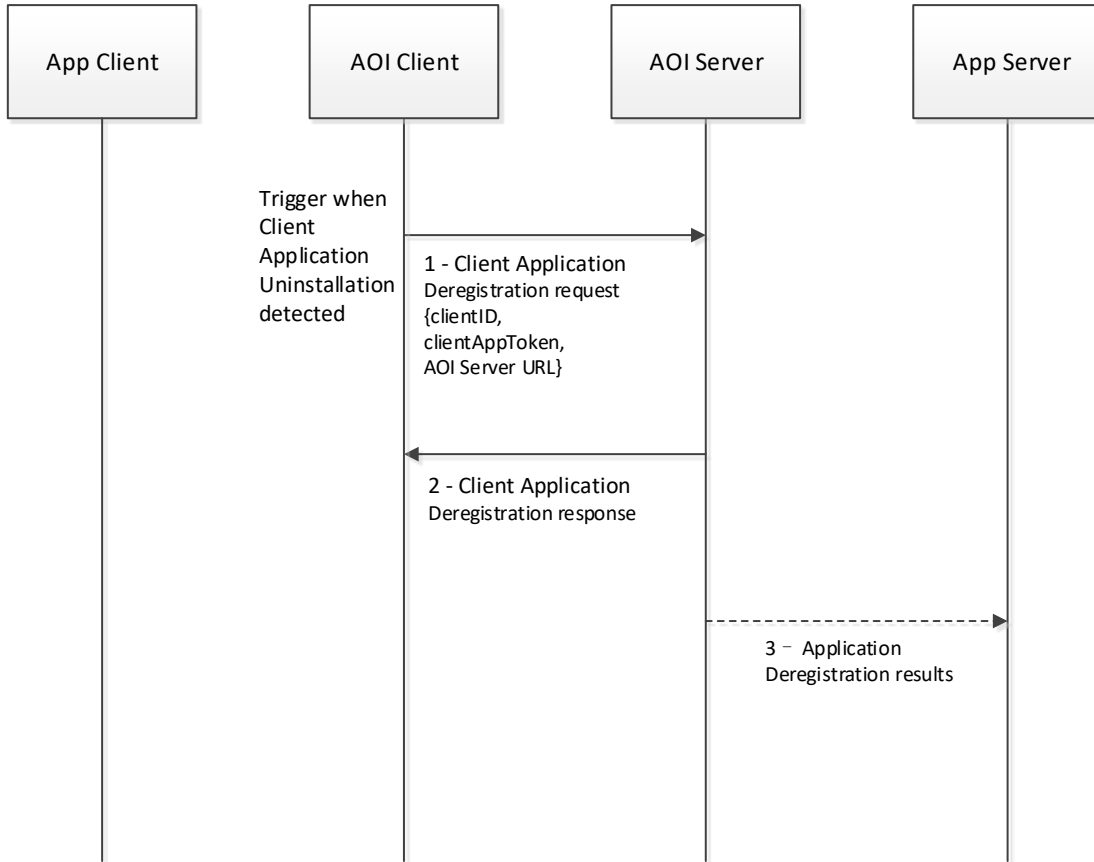 App Client
AOI Client
AOI Server
App Server
Trigger when
Client
Application
Uninstallation
detected
1 - Client Application
Deregistration request
{clientID,
clientAppToken,
AOI Server URL}
2 - Client Application
Deregistration response
3 – Application
Deregistration results